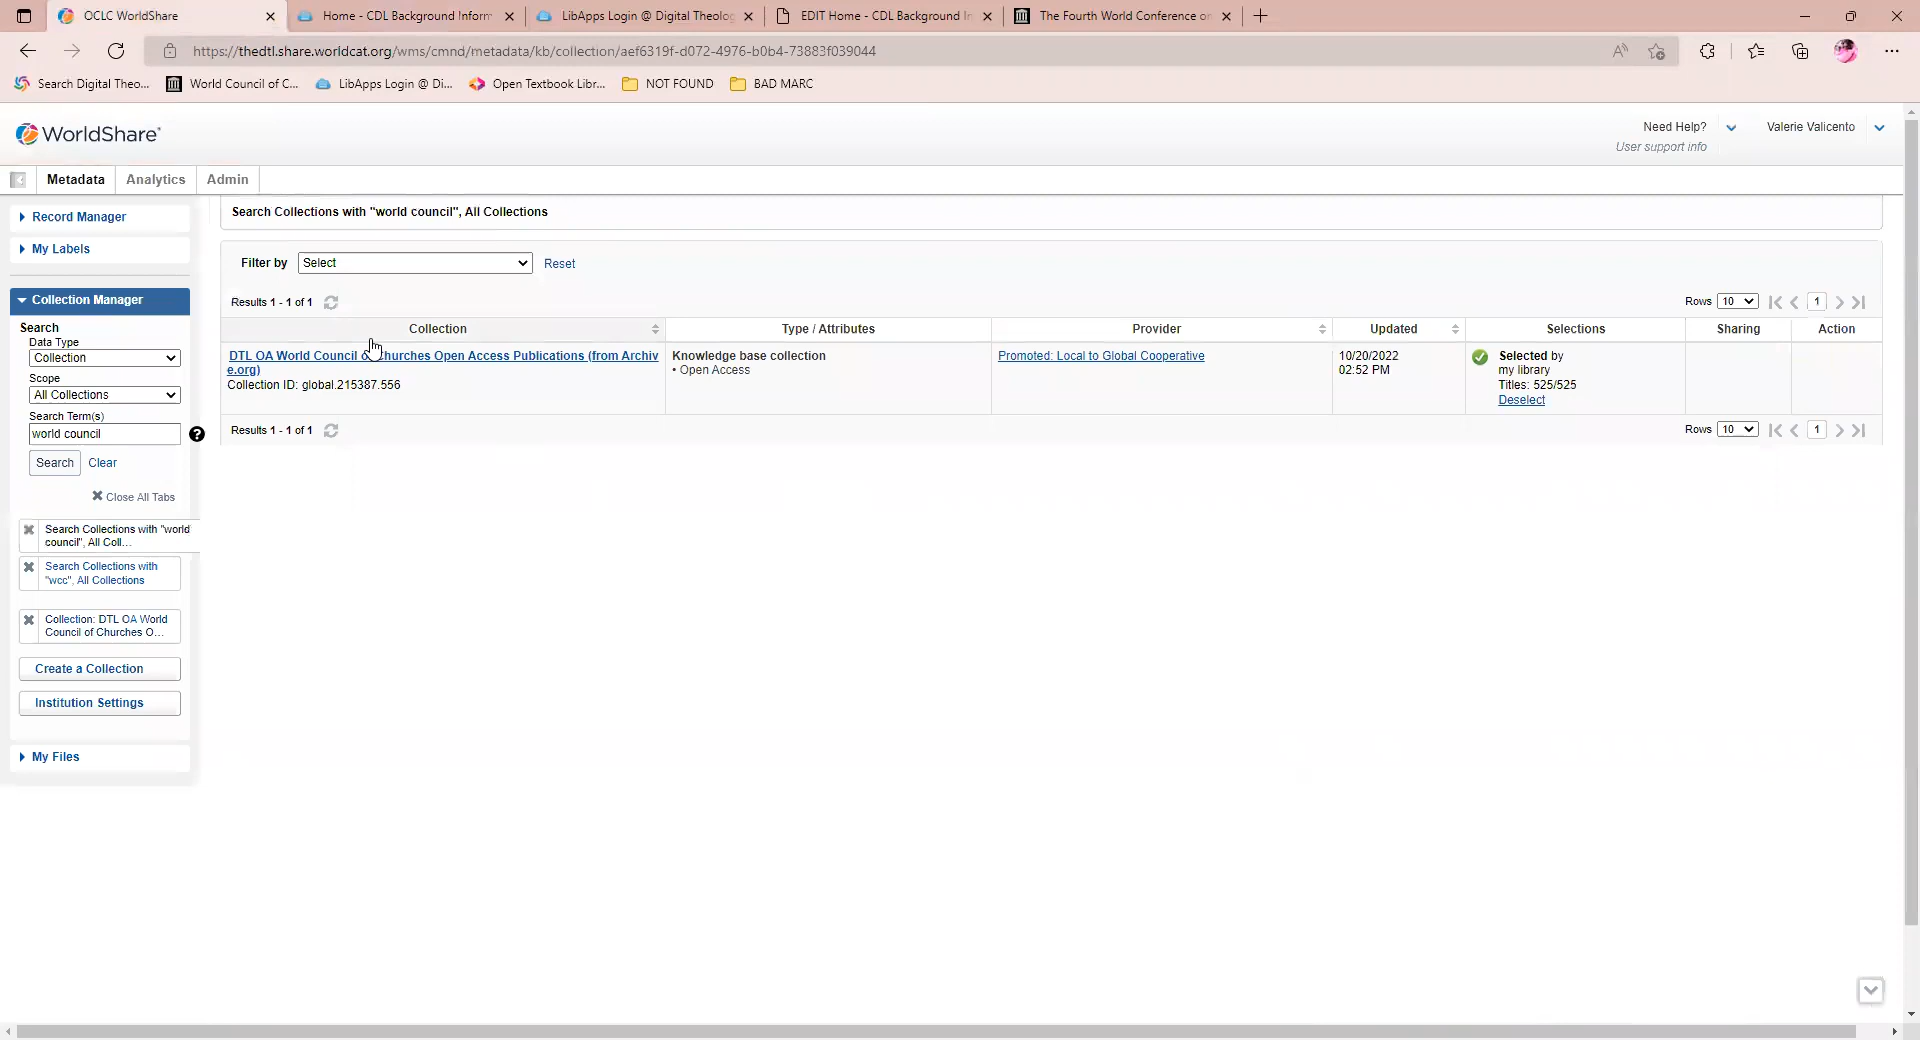 OCLC WorldShare
Home - CDL Background Inform
LibApps Login @ Digital Theolog
EDIT Home - CDL Background In
The Fourth World Conference on
https://thedtl.share.worldcat.org/wms/cmnd/metadata/kb/collection/aef6319f-d072-4976-b0b4-73883f039044
Search Digital Theo...
World Council of C...
LibApps Login @ Di...
Open Textbook Libr...
NOT FOUND
BAD MARC
WorldShare
Need Help?
Valerie Valicento
User support info
Metadata
Analytics
Admin
Record Manager
My Labels
Collection Manager
Search
Data Type
Collection
Scope
All Collections
Search Term(s)
world council
?
Search
Clear
Close All Tabs
Search Collections with "world
council", All Coll...
Search Collections with
"wcc", All Collections
Collection: DTL OA World
Council of Churches O...
Create a Collection
Institution Settings
My Files
Search Collections with "world council", All Collections
Filter by
Select
Reset
Results 1 - 1 of 1
Rows
10
1
Collection
Type / Attributes
Provider
Updated
Selections
Sharing
Action
DTL OA World Council of Churches Open Access Publications (from Archiv
e.org)
Collection ID: global.215387.556
Knowledge base collection
• Open Access
Promoted: Local to Global Cooperative
10/20/2022
02:52 PM
Selected by
my library
Titles: 525/525
Deselect
Results 1 - 1 of 1
Rows
10
1